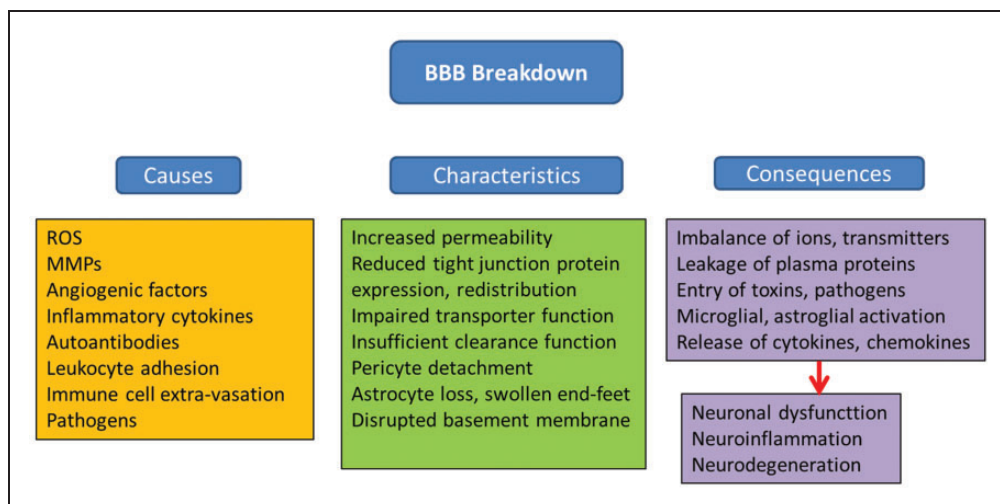 BBB Breakdown
Causes
ROS
MMPs
Angiogenic factors
Inflammatory cytokines
Autoantibodies
Leukocyte adhesion
Immune cell extra-vasation
Pathogens
Characteristics
Increased permeability
Reduced tight junction protein
expression, redistribution
Impaired transporter function
Insufficient clearance function
Pericyte detachment
Astrocyte loss, swollen end-feet
Disrupted basement membrane
Consequences
Imbalance of ions, transmitters
Leakage of plasma proteins
Entry of toxins, pathogens
Microglial, astroglial activation
Release of cytokines, chemokines
Neuronal dysfuncttion
Neuroinflammation
Neurodegeneration